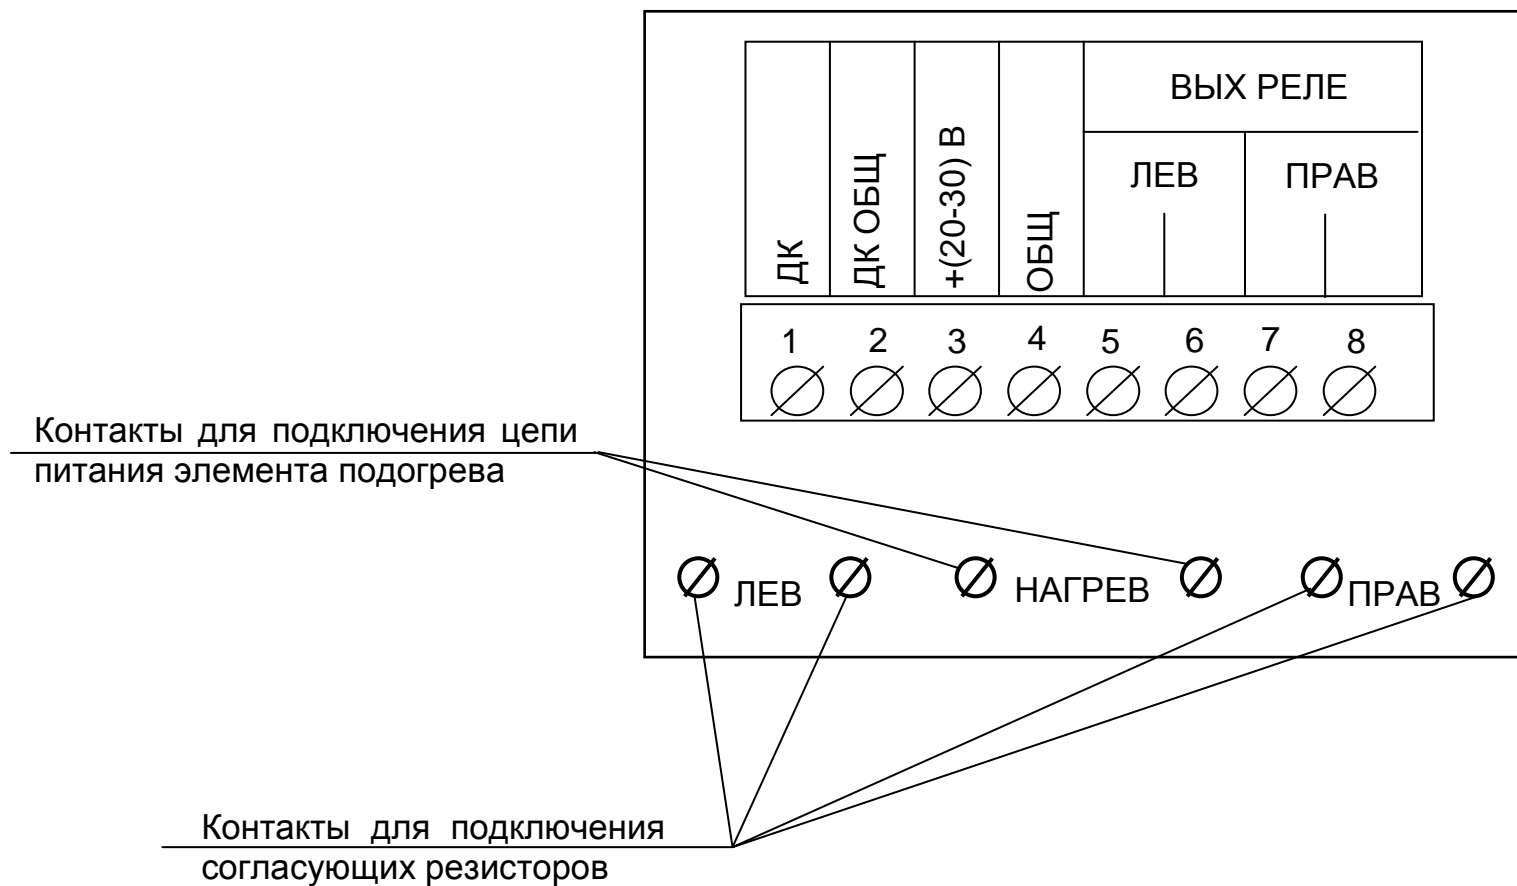 ВЫХ РЕЛЕ
ЛЕВ
ПРАВ
ДК
ДК ОБЩ
+(20-30) В
ОБЩ
1 2 3 4 5 6 7 8
Контакты для подключения цепи
питания элемента подогрева
ЛЕВ НАГРЕВ ПРАВ
Контакты для подключения
согласующих резисторов